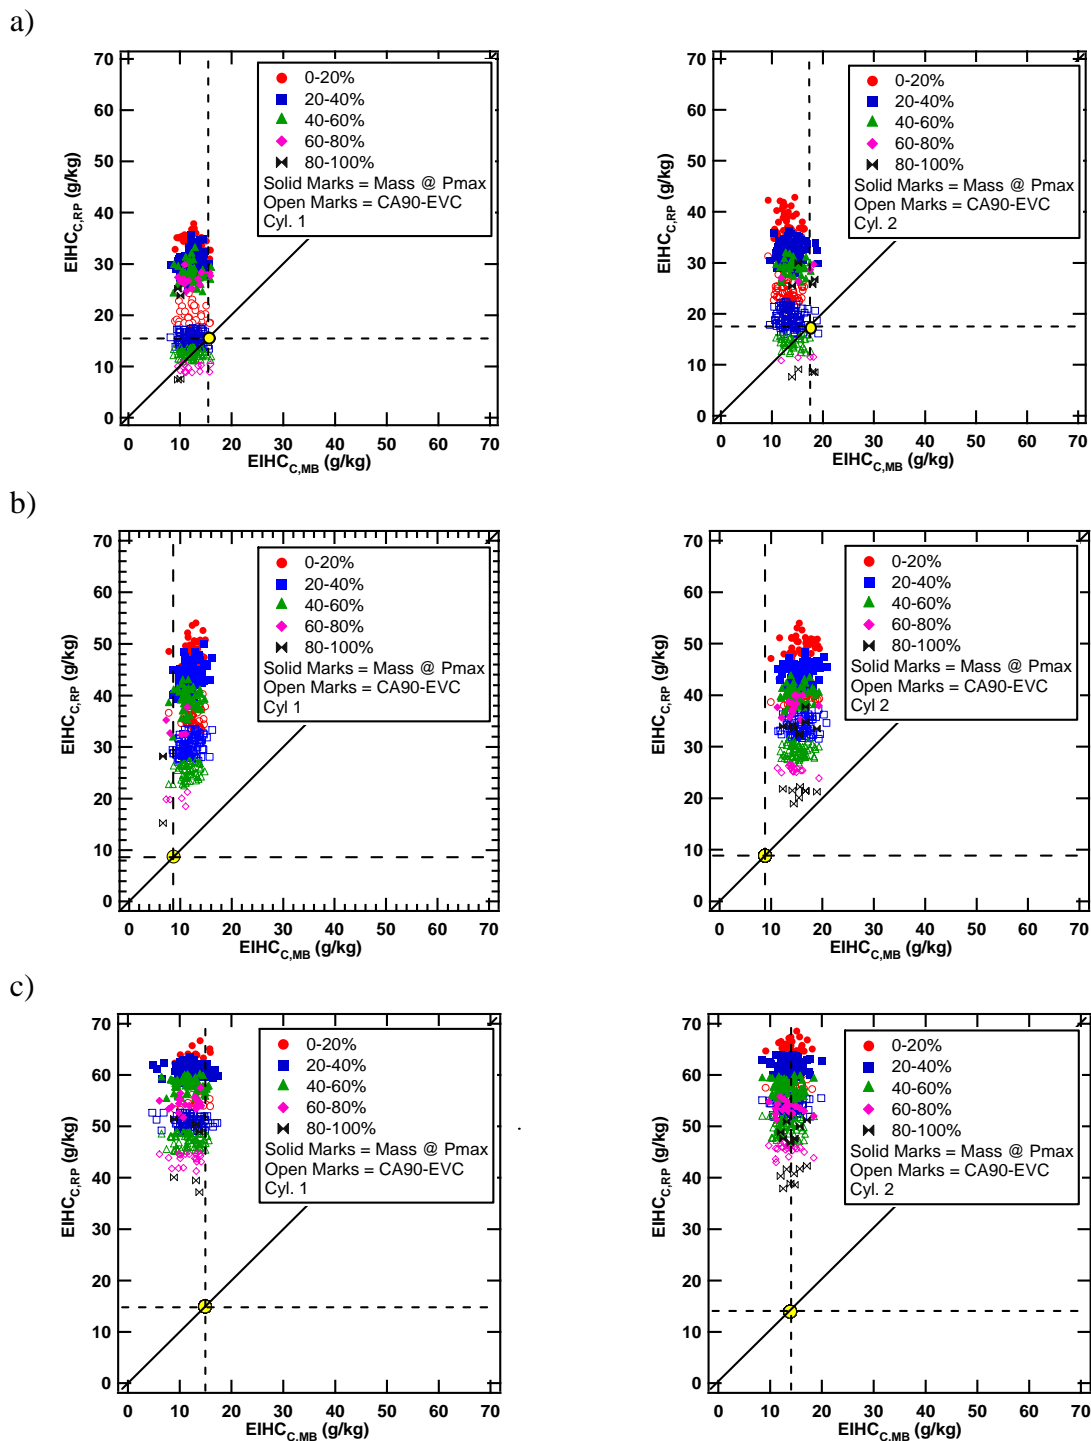 a)
70
60
50
40
30
20
10
0
EIHC_C,RP (g/kg)
0-20%
20-40%
40-60%
60-80%
80-100%
Solid Marks = Mass @ Pmax
Open Marks = CA90-EVC
Cyl. 1
0 10 20 30 40 50 60 70
EIHC_C,MB (g/kg)
70
60
50
40
30
20
10
0
EIHC_C,RP (g/kg)
0-20%
20-40%
40-60%
60-80%
80-100%
Solid Marks = Mass @ Pmax
Open Marks = CA90-EVC
Cyl. 2
0 10 20 30 40 50 60 70
EIHC_C,MB (g/kg)
b)
70
60
50
40
30
20
10
0
EIHC_C,RP (g/kg)
0-20%
20-40%
40-60%
60-80%
80-100%
Solid Marks = Mass @ Pmax
Open Marks = CA90-EVC
Cyl 1
0 10 20 30 40 50 60 70
EIHC_C,MB (g/kg)
70
60
50
40
30
20
10
0
EIHC_C,RP (g/kg)
0-20%
20-40%
40-60%
60-80%
80-100%
Solid Marks = Mass @ Pmax
Open Marks = CA90-EVC
Cyl 2
0 10 20 30 40 50 60 70
EIHC_C,MB (g/kg)
c)
70
60
50
40
30
20
10
0
EIHC_C,RP (g/kg)
0-20%
20-40%
40-60%
60-80%
80-100%
Solid Marks = Mass @ Pmax
Open Marks = CA90-EVC
Cyl. 1
0 10 20 30 40 50 60 70
EIHC_C,MB (g/kg)
70
60
50
40
30
20
10
0
EIHC_C,RP (g/kg)
0-20%
20-40%
40-60%
60-80%
80-100%
Solid Marks = Mass @ Pmax
Open Marks = CA90-EVC
Cyl. 2
0 10 20 30 40 50 60 70
EIHC_C,MB (g/kg)